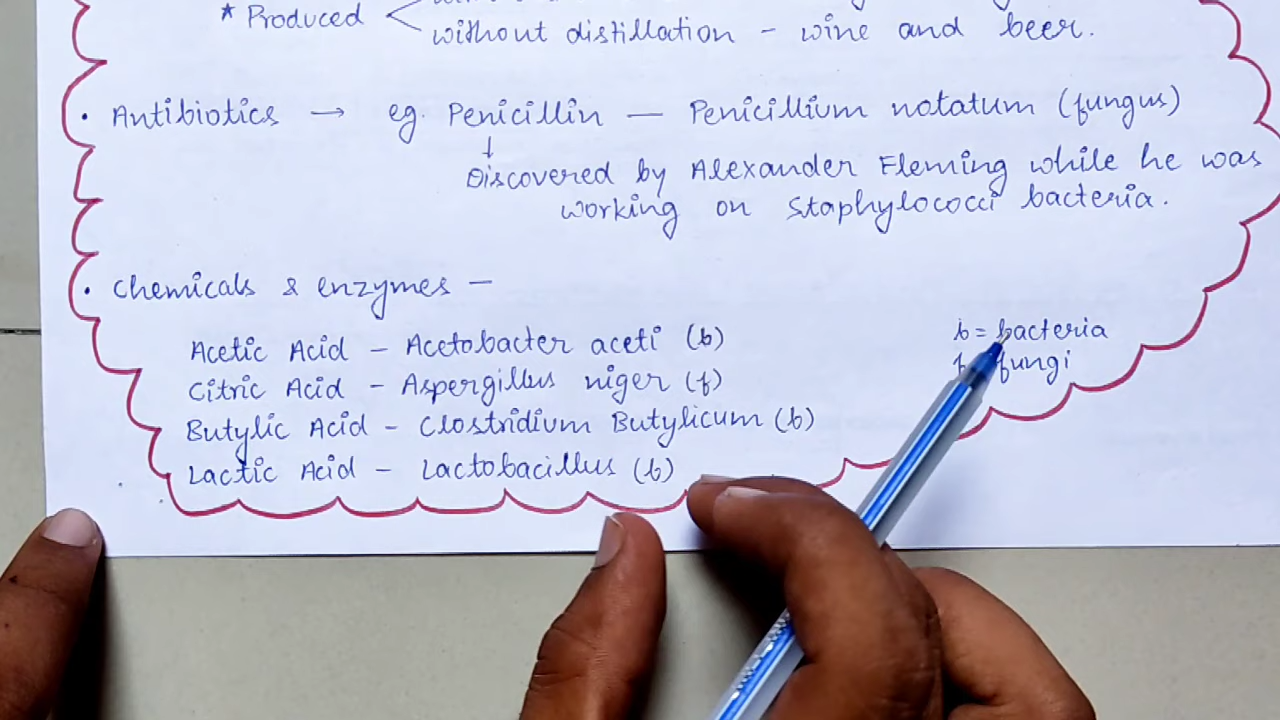 * Produced
without distillation - wine and beer.
• Antibiotics → eg. Penicillin — Penicillium notatum (fungus)
↓
Discovered by Alexander Fleming while he was
working on Staphylococci bacteria.
• Chemicals & enzymes -
Acetic Acid - Acetobacter aceti (b)
b = bacteria
Citric Acid - Aspergillus niger (f)
f fungi
Butylic Acid - Clostridium Butylicum (b)
Lactic Acid - Lactobacillus (b)